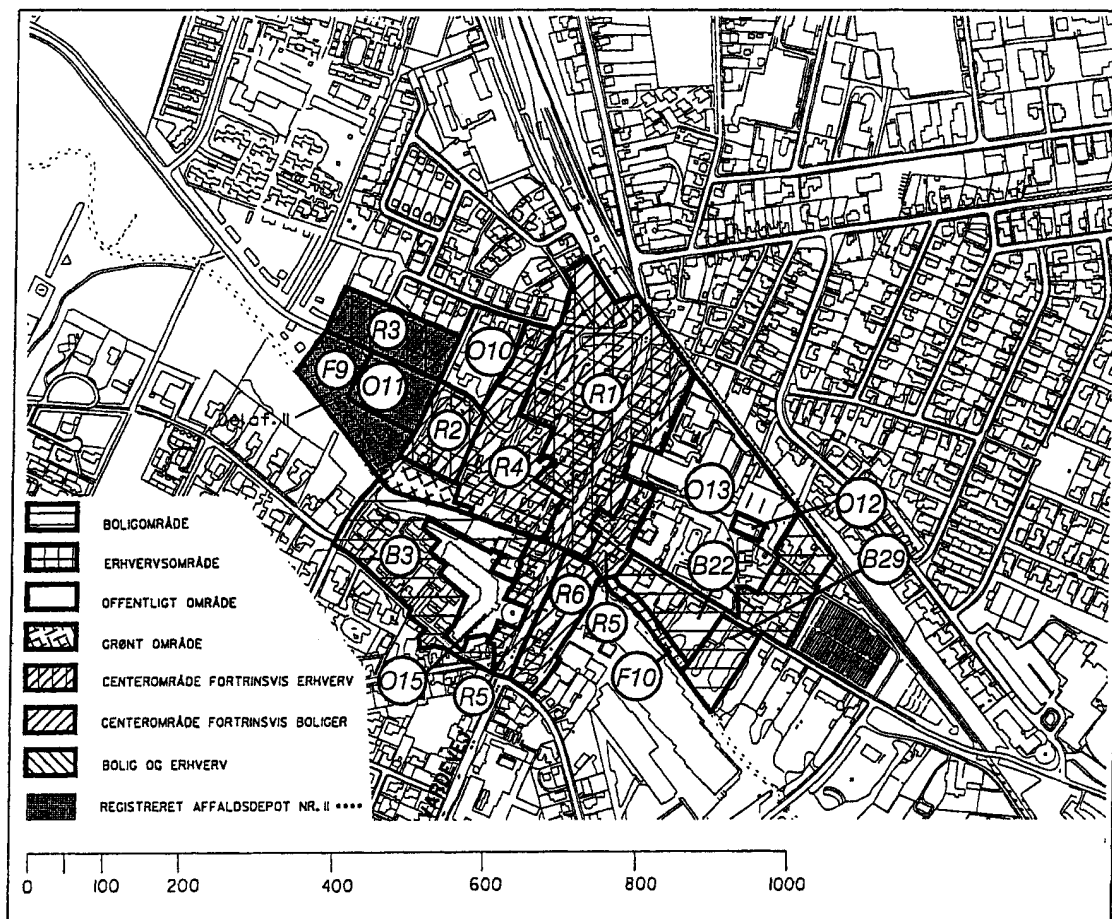 R3
O10
F9
O11
R1
R2
R4
O13
O12
B3
B22
B29
R6
R5
F10
O15
R5
BOLIGOMRÅDE
ERHVERVSOMRÅDE
OFFENTLIGT OMRÅDE
GRØNT OMRÅDE
CENTEROMRÅDE FORTRINSVIS ERHVERV
CENTEROMRÅDE FORTRINSVIS BOLIGER
BOLIG OG ERHVERV
REGISTRERET AFFALDSDEPOT NR. II ....
0 100 200 400 600 800 1000